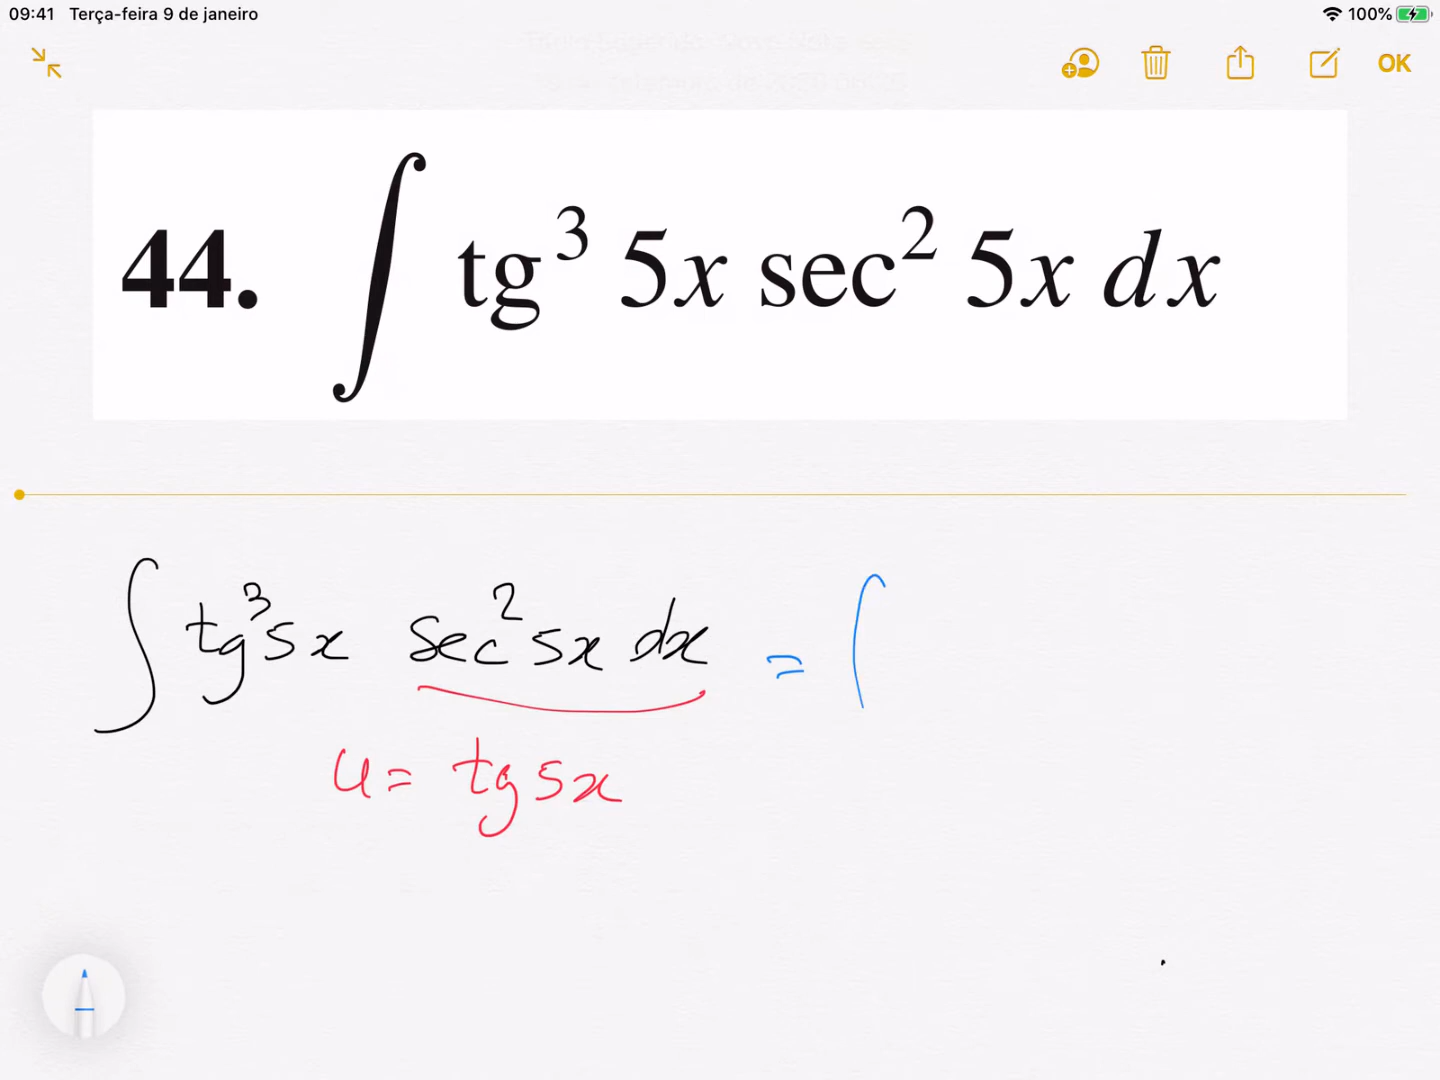 09:41 Terça-feira 9 de janeiro 100%
OK
44. ∫ tg³ 5x sec² 5x dx
∫ tg³5x sec²5x dx = ∫
u = tg 5x